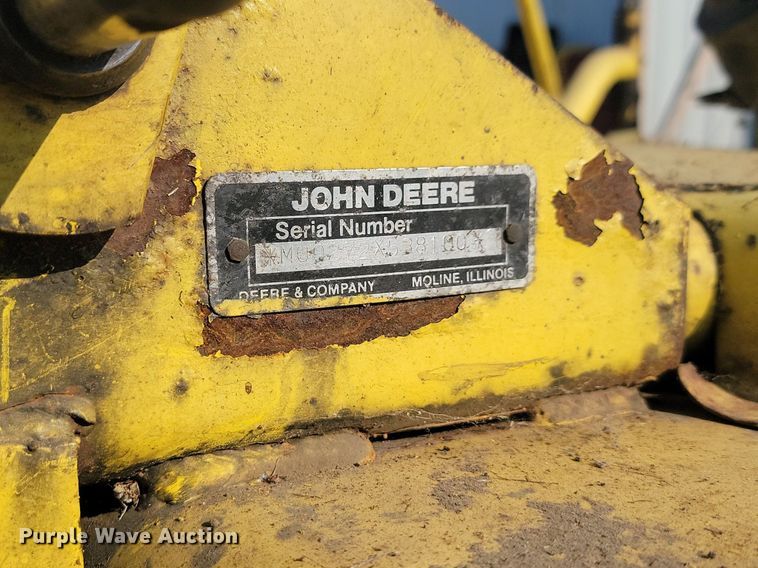 JOHN DEERE
Serial Number
DEERE & COMPANY MOLINE, ILLINOIS
Purple Wave Auction